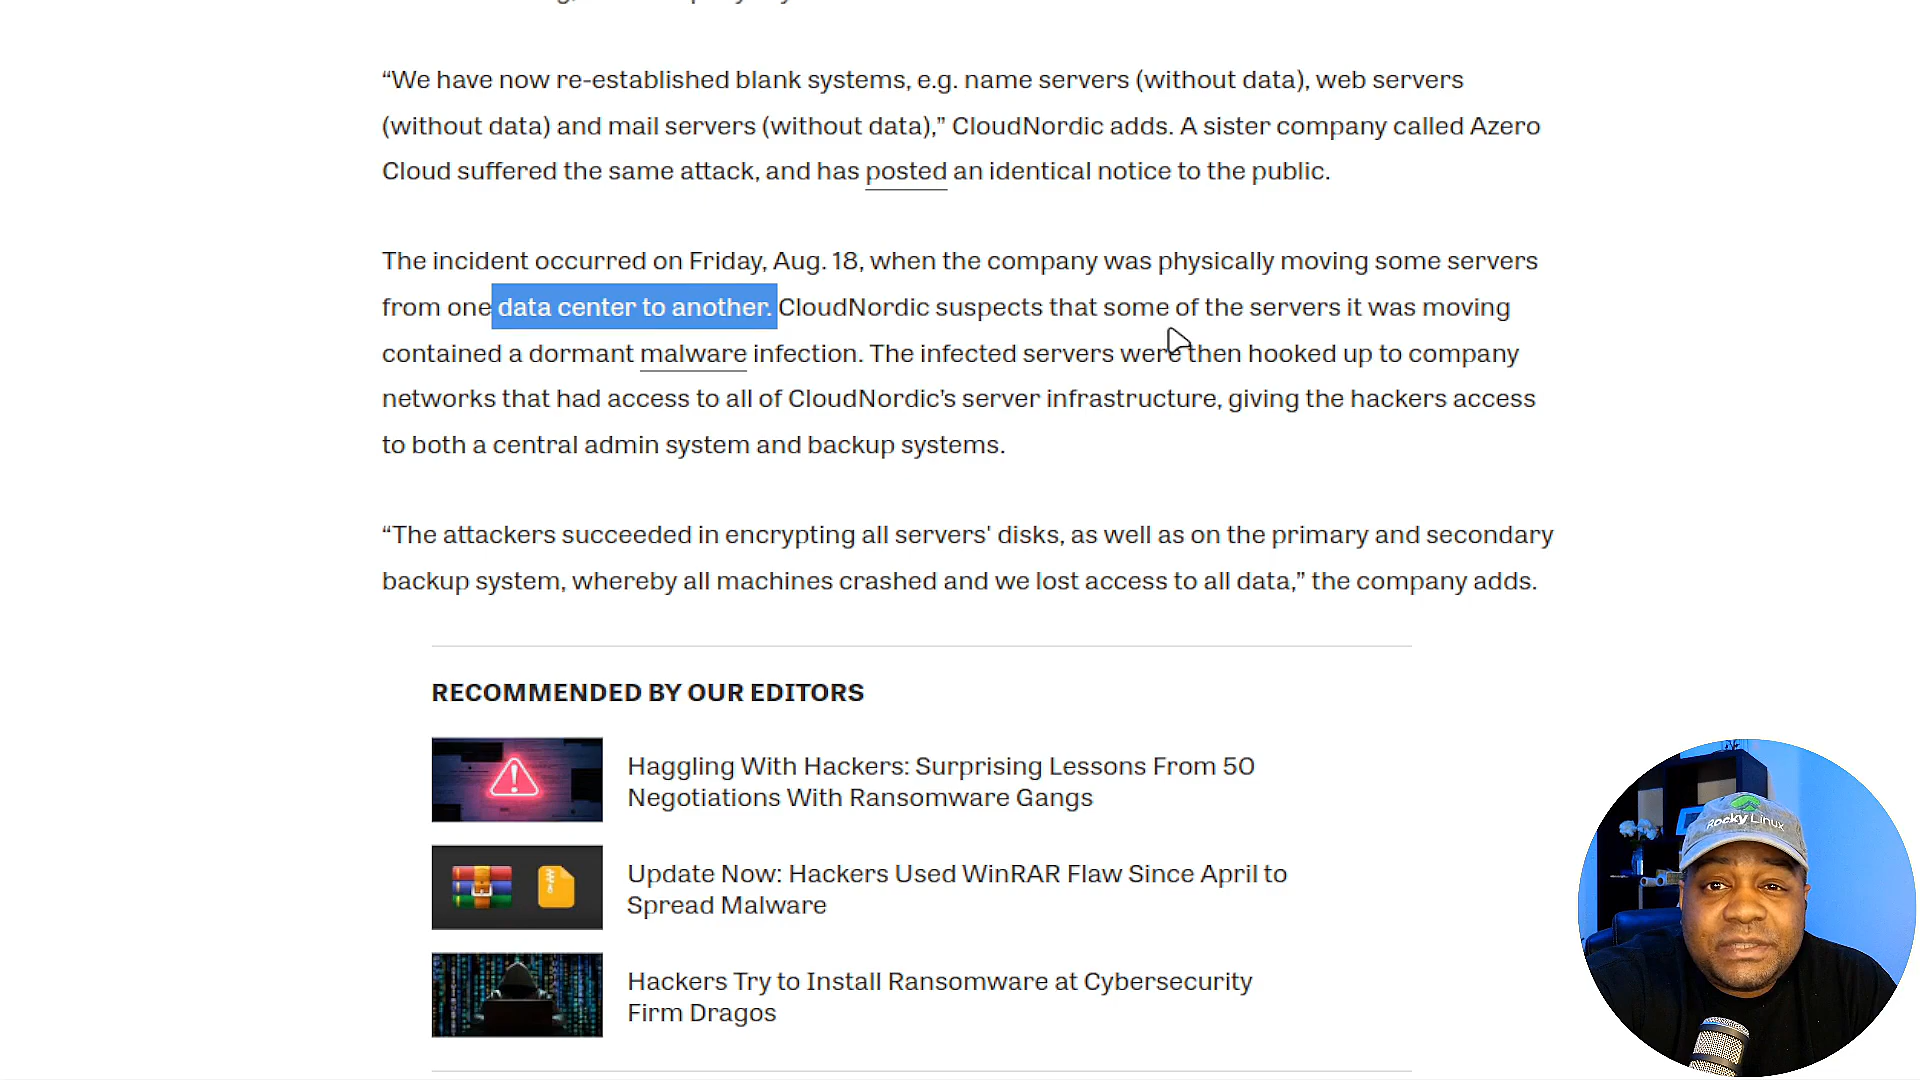 “We have now re-established blank systems, e.g. name servers (without data), web servers
(without data) and mail servers (without data),” CloudNordic adds. A sister company called Azero
Cloud suffered the same attack, and has posted an identical notice to the public.
The incident occurred on Friday, Aug. 18, when the company was physically moving some servers
from one data center to another. CloudNordic suspects that some of the servers it was moving
contained a dormant malware infection. The infected servers were then hooked up to company
networks that had access to all of CloudNordic’s server infrastructure, giving the hackers access
to both a central admin system and backup systems.
“The attackers succeeded in encrypting all servers' disks, as well as on the primary and secondary
backup system, whereby all machines crashed and we lost access to all data,” the company adds.
RECOMMENDED BY OUR EDITORS
Haggling With Hackers: Surprising Lessons From 50
Negotiations With Ransomware Gangs
Update Now: Hackers Used WinRAR Flaw Since April to
Spread Malware
Hackers Try to Install Ransomware at Cybersecurity
Firm Dragos
Rocky Linux